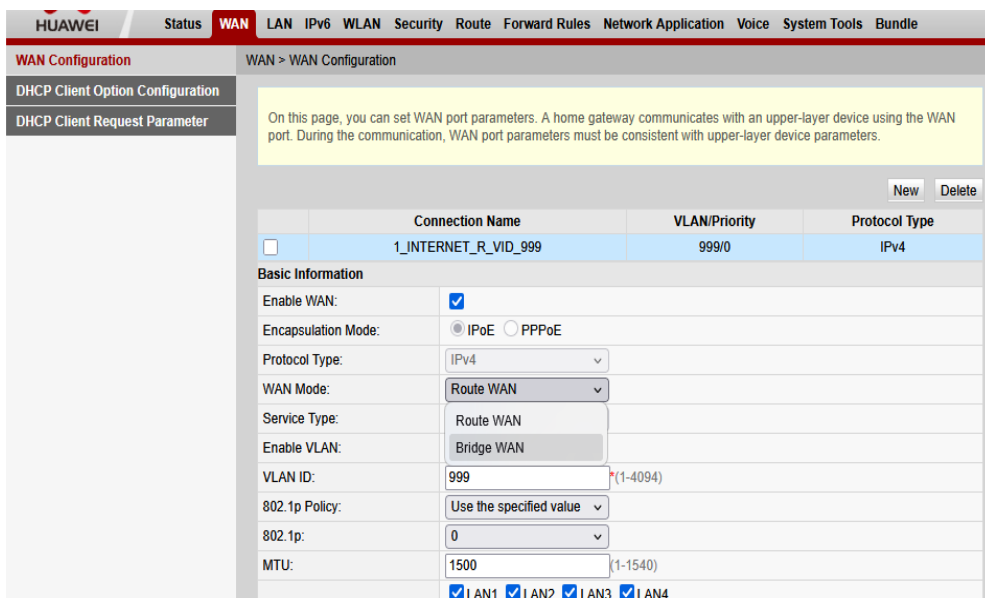 HUAWEI Status WAN LAN IPv6 WLAN Security Route Forward Rules Network Application Voice System Tools Bundle
WAN Configuration
DHCP Client Option Configuration
DHCP Client Request Parameter
WAN > WAN Configuration
On this page, you can set WAN port parameters. A home gateway communicates with an upper-layer device using the WAN
port. During the communication, WAN port parameters must be consistent with upper-layer device parameters.
New Delete
Connection Name VLAN/Priority Protocol Type
1_INTERNET_R_VID_999 999/0 IPv4
Basic Information
Enable WAN:
Encapsulation Mode: IPoE PPPoE
Protocol Type: IPv4
WAN Mode: Route WAN
Service Type: Route WAN
Enable VLAN: Bridge WAN
VLAN ID: 999 *(1-4094)
802.1p Policy: Use the specified value
802.1p: 0
MTU: 1500 (1-1540)
LAN1 LAN2 LAN3 LAN4